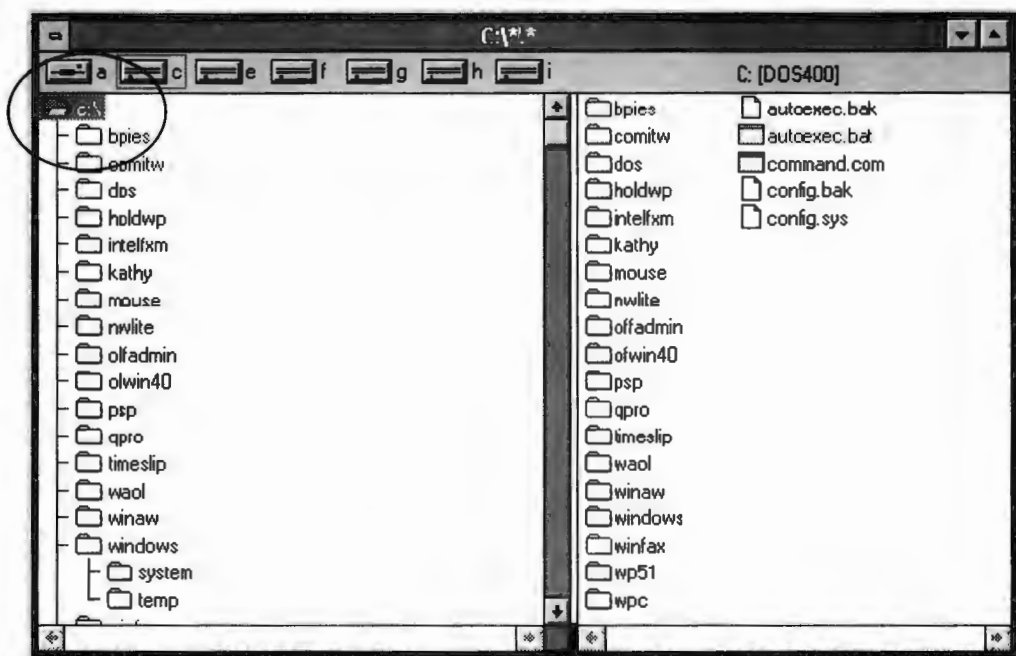 C:\*.*
a c e f g h i C: [DOS400]
c:\
bpies
comitw
dos
holdwp
intelfxm
kathy
mouse
nwlite
olfadmin
olwin40
psp
qpro
timeslip
waol
winaw
windows
system
temp
bpies
comitw
dos
holdwp
intelfxm
kathy
mouse
nwlite
offadmin
ofwin40
psp
qpro
timeslip
waol
winaw
windows
winfax
wp51
wpc
autoexec.bak
autoexec.bat
command.com
config.bak
config.sys